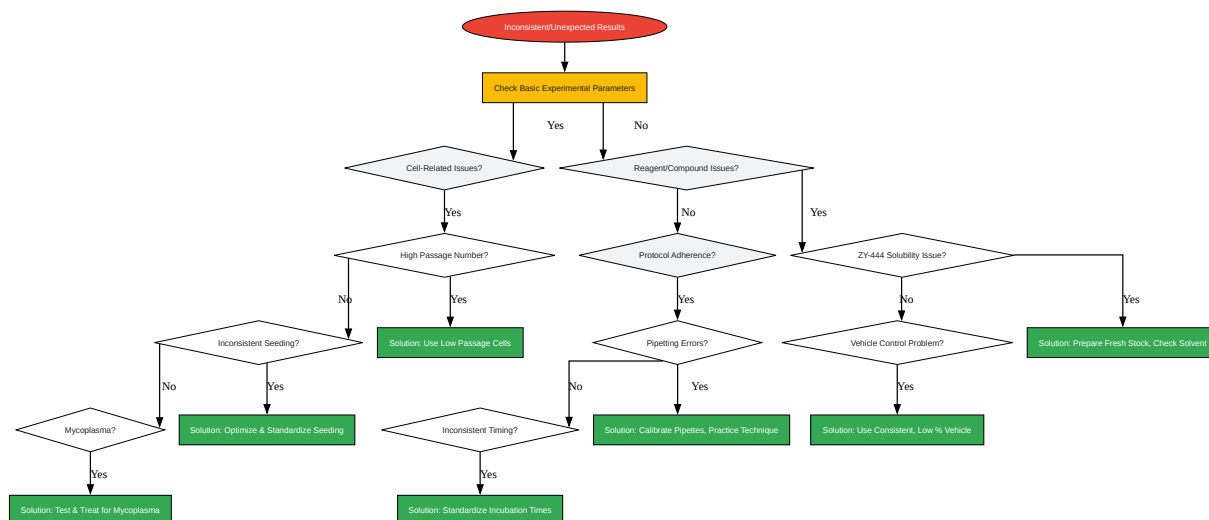 Inconsistent/Unexpected Results
Check Basic Experimental Parameters
Yes
No
Cell-Related Issues?
Reagent/Compound Issues?
Yes
No
Yes
High Passage Number?
Protocol Adherence?
ZY-444 Solubility Issue?
No
Yes
Yes
No
Yes
Inconsistent Seeding?
Solution: Use Low Passage Cells
Pipetting Errors?
Vehicle Control Problem?
Solution: Prepare Fresh Stock, Check Solvent
No
Yes
No
Yes
Yes
Mycoplasma?
Solution: Optimize & Standardize Seeding
Inconsistent Timing?
Solution: Calibrate Pipettes, Practice Technique
Solution: Use Consistent, Low % Vehicle
Yes
Yes
Solution: Test & Treat for Mycoplasma
Solution: Standardize Incubation Times